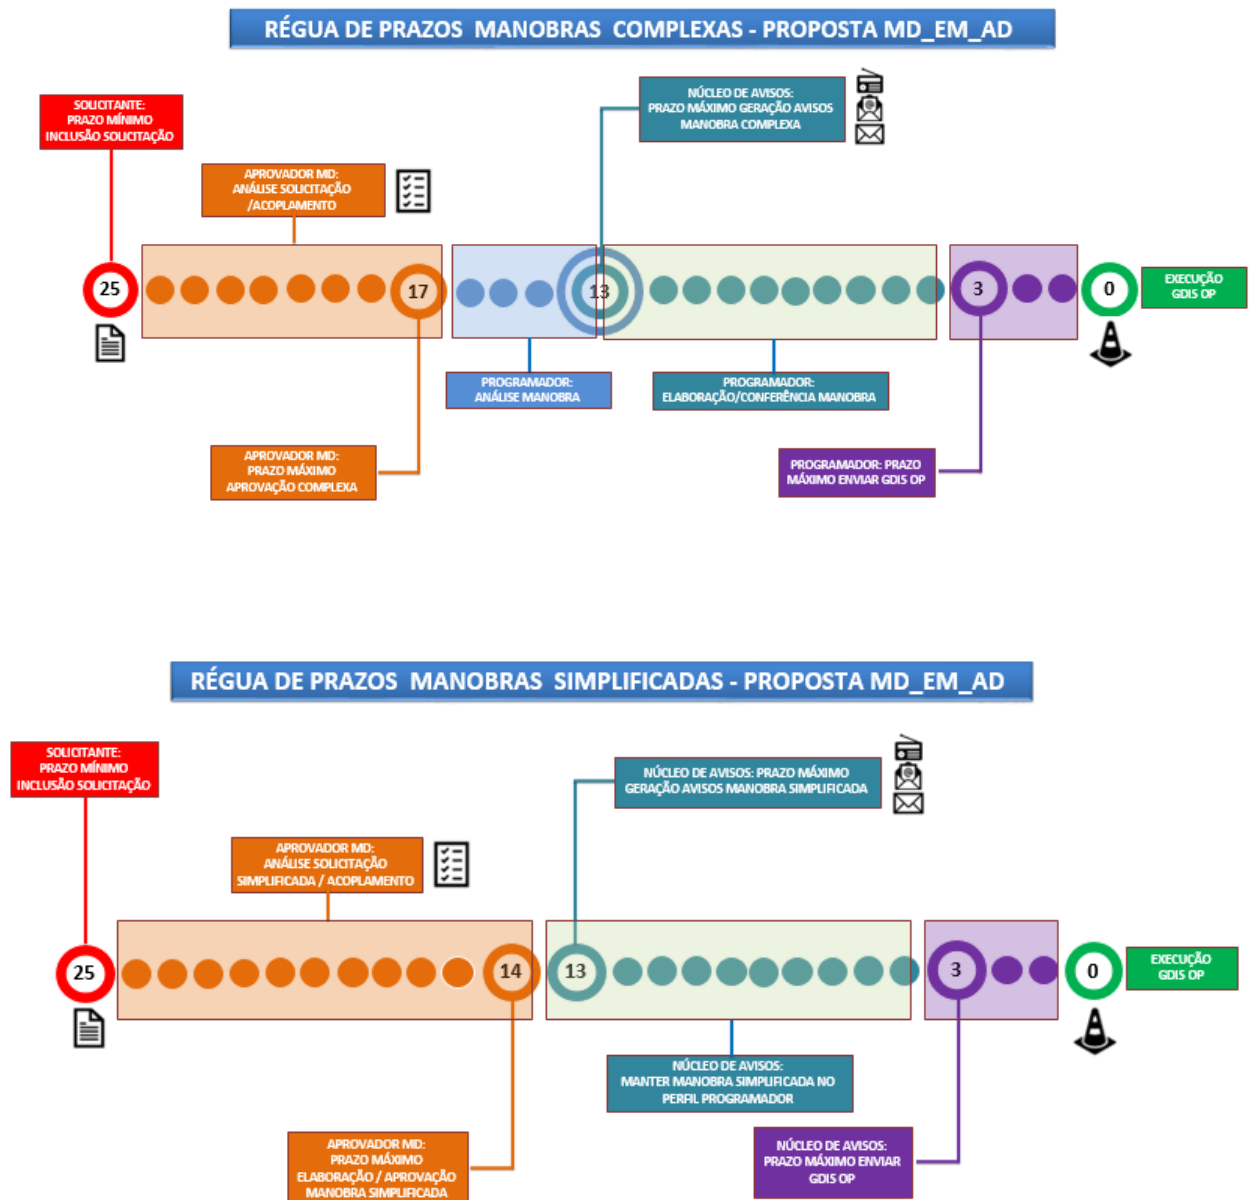 RÉGUA DE PRAZOS MANOBRAS COMPLEXAS - PROPOSTA MD_EM_AD
SOLICITANTE:
PRAZO MÍNIMO
INCLUSÃO SOLICITAÇÃO
NÚCLEO DE AVISOS:
PRAZO MÁXIMO GERAÇÃO AVISOS
MANOBRA COMPLEXA
APROVADOR MD:
ANÁLISE SOLICITAÇÃO
/ACOPLAMENTO
25
17
13
3
0
EXECUÇÃO
GDIS OP
PROGRAMADOR:
ANÁLISE MANOBRA
PROGRAMADOR:
ELABORAÇÃO/CONFERÊNCIA MANOBRA
APROVADOR MD:
PRAZO MÁXIMO
APROVAÇÃO COMPLEXA
PROGRAMADOR: PRAZO
MÁXIMO ENVIAR GDIS OP
RÉGUA DE PRAZOS MANOBRAS SIMPLIFICADAS - PROPOSTA MD_EM_AD
SOLICITANTE:
PRAZO MÍNIMO
INCLUSÃO SOLICITAÇÃO
NÚCLEO DE AVISOS: PRAZO MÁXIMO
GERAÇÃO AVISOS MANOBRA SIMPLIFICADA
APROVADOR MD:
ANÁLISE SOLICITAÇÃO
SIMPLIFICADA / ACOPLAMENTO
25
14
13
3
0
EXECUÇÃO
GDIS OP
NÚCLEO DE AVISOS:
MANTER MANOBRA SIMPLIFICADA NO
PERFIL PROGRAMADOR
APROVADOR MD:
PRAZO MÁXIMO
ELABORAÇÃO / APROVAÇÃO
MANOBRA SIMPLIFICADA
NÚCLEO DE AVISOS:
PRAZO MÁXIMO ENVIAR
GDIS OP